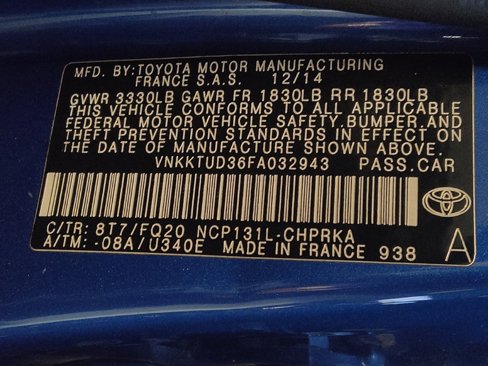 MFD. BY:TOYOTA MOTOR MANUFACTURING
FRANCE S.A.S. 12/14
GVWR 3330LB GAWR FR 1830LB RR 1830LB
THIS VEHICLE CONFORMS TO ALL APPLICABLE
FEDERAL MOTOR VEHICLE SAFETY,BUMPER,AND
THEFT PREVENTION STANDARDS IN EFFECT ON
THE DATE OF MANUFACTURE SHOWN ABOVE.
VNKKTUD36FA032943 PASS.CAR
C/TR: 8T7/FQ20 NCP131L-CHPRKA
A/TM: -08A/U340E MADE IN FRANCE 938
A